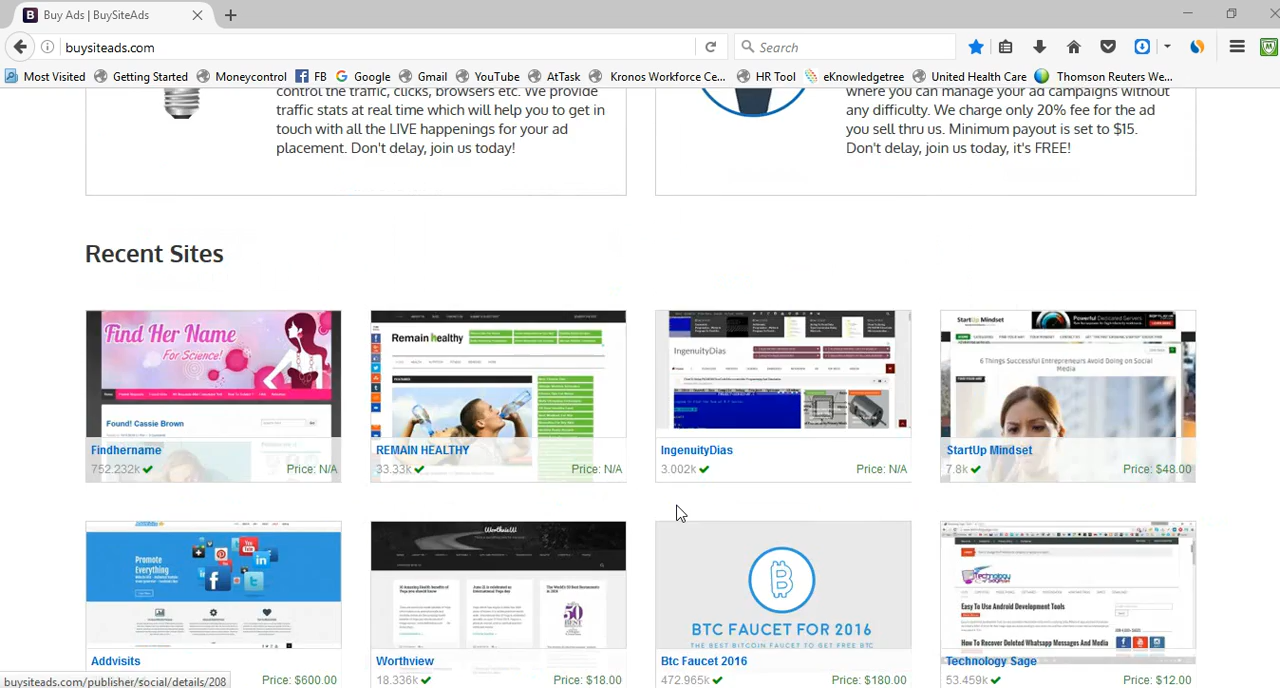 Buy Ads | BuySiteAds
buysiteads.com
Search
Most Visited Getting Started Moneycontrol FB Google Gmail YouTube AtTask Kronos Workforce Ce... HR Tool eKnowledgetree United Health Care Thomson Reuters We...
control the traffic, clicks, browsers etc. We provide
traffic stats at real time which will help you to get in
touch with all the LIVE happenings for your ad
placement. Don't delay, join us today!
where you can manage your ad campaigns without
any difficulty. We charge only 20% fee for the ad
you sell thru us. Minimum payout is set to $15.
Don't delay, join us today, it's FREE!
Recent Sites
Find Her Name
For Science!
Found! Cassie Brown
Findhername
752.232k Price: N/A
Remain healthy
REMAIN HEALTHY
33.33k Price: N/A
IngenuityDias
IngenuityDias
3.002k Price: N/A
StartUp Mindset
Powerful Dedicated Servers
6 Things Successful Entrepreneurs Avoid Doing on Social
Media
StartUp Mindset
7.8k Price: $48.00
Promote
Everything
Addvisits
Price: $600.00
WorthvieW
Worthview
18.336k Price: $18.00
BTC FAUCET FOR 2016
THE BEST BITCOIN FAUCET TO GET FREE BTC
Btc Faucet 2016
472.965k Price: $180.00
Easy To Use Android Development Tools
How To Recover Deleted Whatsapp Messages And Media
Technology Sage
53.459k Price: $12.00
buysiteads.com/publisher/social/details/208